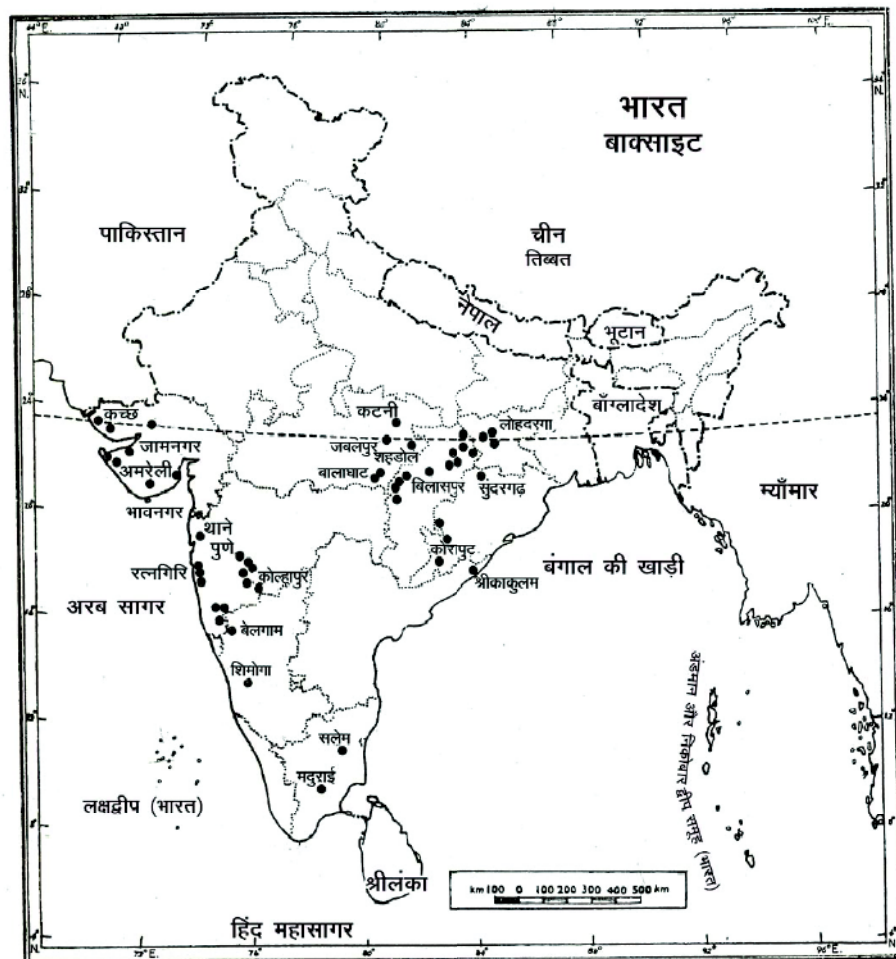 भारत
बाक्साइट
पाकिस्तान
चीन
तिब्बत
नेपाल
भूटान
बाँग्लादेश
कच्छ
कटनी
लोहदरगा
जामनगर
जबलपुर
शहडोल
अमरेली
बालाघाट
बिलासपुर
सुदरगढ़
म्याँमार
भावनगर
थाने
पुणे
कोरापुट
रत्नगिरि
कोल्हापुर
श्रीकाकुलम
बंगाल की खाड़ी
अरब सागर
बेलगाम
शिमोगा
सलेम
मदुराई
अंडमान और निकोबार द्वीप समूह (भारत)
लक्षद्वीप (भारत)
श्रीलंका
km 100 0 100 200 300 400 500 km
हिंद महासागर